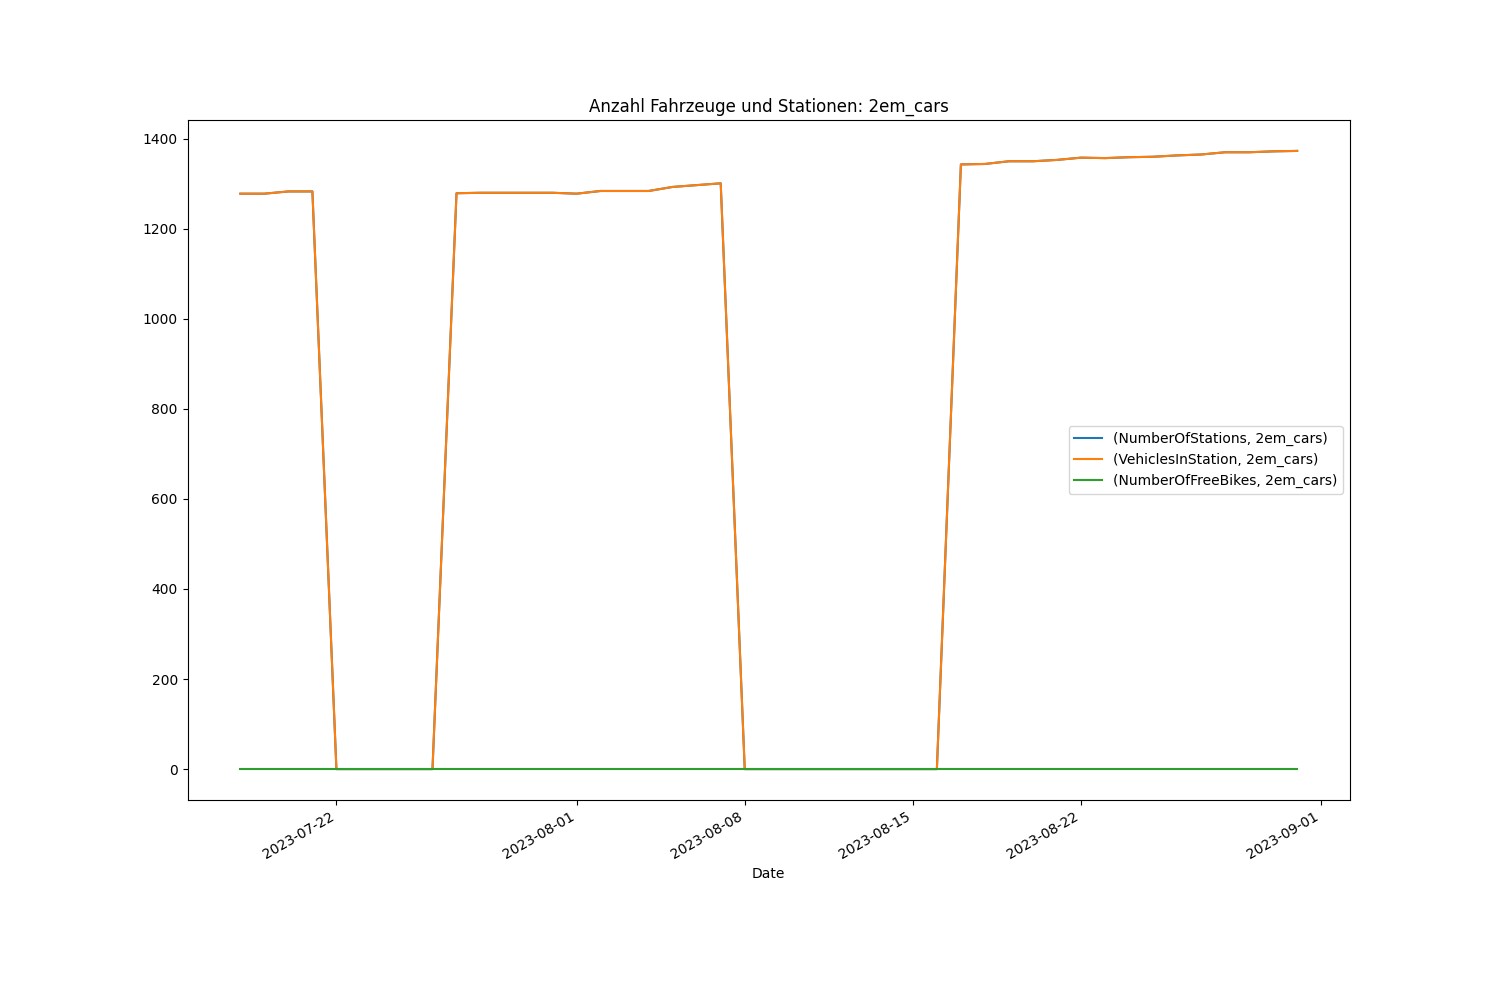 Anzahl Fahrzeuge und Stationen: 2em_cars
1400
1200
1000
800
600
400
200
0
(NumberOfStations, 2em_cars)
(VehiclesInStation, 2em_cars)
(NumberOfFreeBikes, 2em_cars)
2023-07-22
2023-08-01
2023-08-08
2023-08-15
2023-08-22
2023-09-01
Date